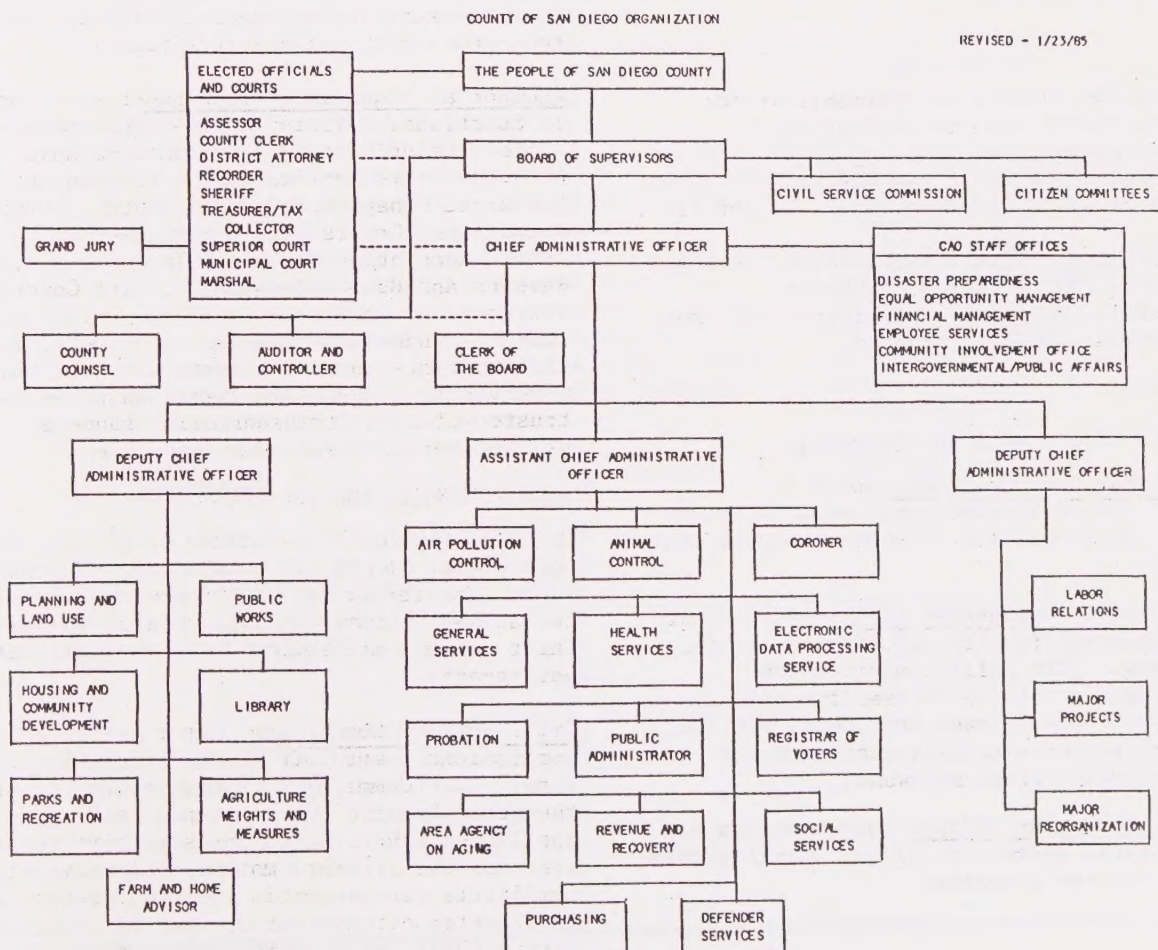 COUNTY OF SAN DIEGO ORGANIZATION
REVISED - 1/23/85
ELECTED OFFICIALS
AND COURTS
THE PEOPLE OF SAN DIEGO COUNTY
ASSESSOR
COUNTY CLERK
DISTRICT ATTORNEY
RECORDER
SHERIFF
TREASURER/TAX
COLLECTOR
SUPERIOR COURT
MUNICIPAL COURT
MARSHAL
BOARD OF SUPERVISORS
CIVIL SERVICE COMMISSION
CITIZEN COMMITTEES
GRAND JURY
CHIEF ADMINISTRATIVE OFFICER
CAO STAFF OFFICES
DISASTER PREPAREDNESS
EQUAL OPPORTUNITY MANAGEMENT
FINANCIAL MANAGEMENT
EMPLOYEE SERVICES
COMMUNITY INVOLVEMENT OFFICE
INTERGOVERNMENTAL/PUBLIC AFFAIRS
COUNTY
COUNSEL
AUDITOR AND
CONTROLLER
CLERK OF
THE BOARD
DEPUTY CHIEF
ADMINISTRATIVE OFFICER
ASSISTANT CHIEF ADMINISTRATIVE
OFFICER
DEPUTY CHIEF
ADMINISTRATIVE OFFICER
PLANNING AND
LAND USE
PUBLIC
WORKS
HOUSING AND
COMMUNITY
DEVELOPMENT
LIBRARY
PARKS AND
RECREATION
AGRICULTURE
WEIGHTS AND
MEASURES
FARM AND HOME
ADVISOR
AIR POLLUTION
CONTROL
ANIMAL
CONTROL
CORONER
GENERAL
SERVICES
HEALTH
SERVICES
ELECTRONIC
DATA PROCESSING
SERVICE
PROBATION
PUBLIC
ADMINISTRATOR
REGISTRAR OF
VOTERS
AREA AGENCY
ON AGING
REVENUE AND
RECOVERY
SOCIAL
SERVICES
PURCHASING
DEFENDER
SERVICES
LABOR
RELATIONS
MAJOR
PROJECTS
MAJOR
REORGANIZATION